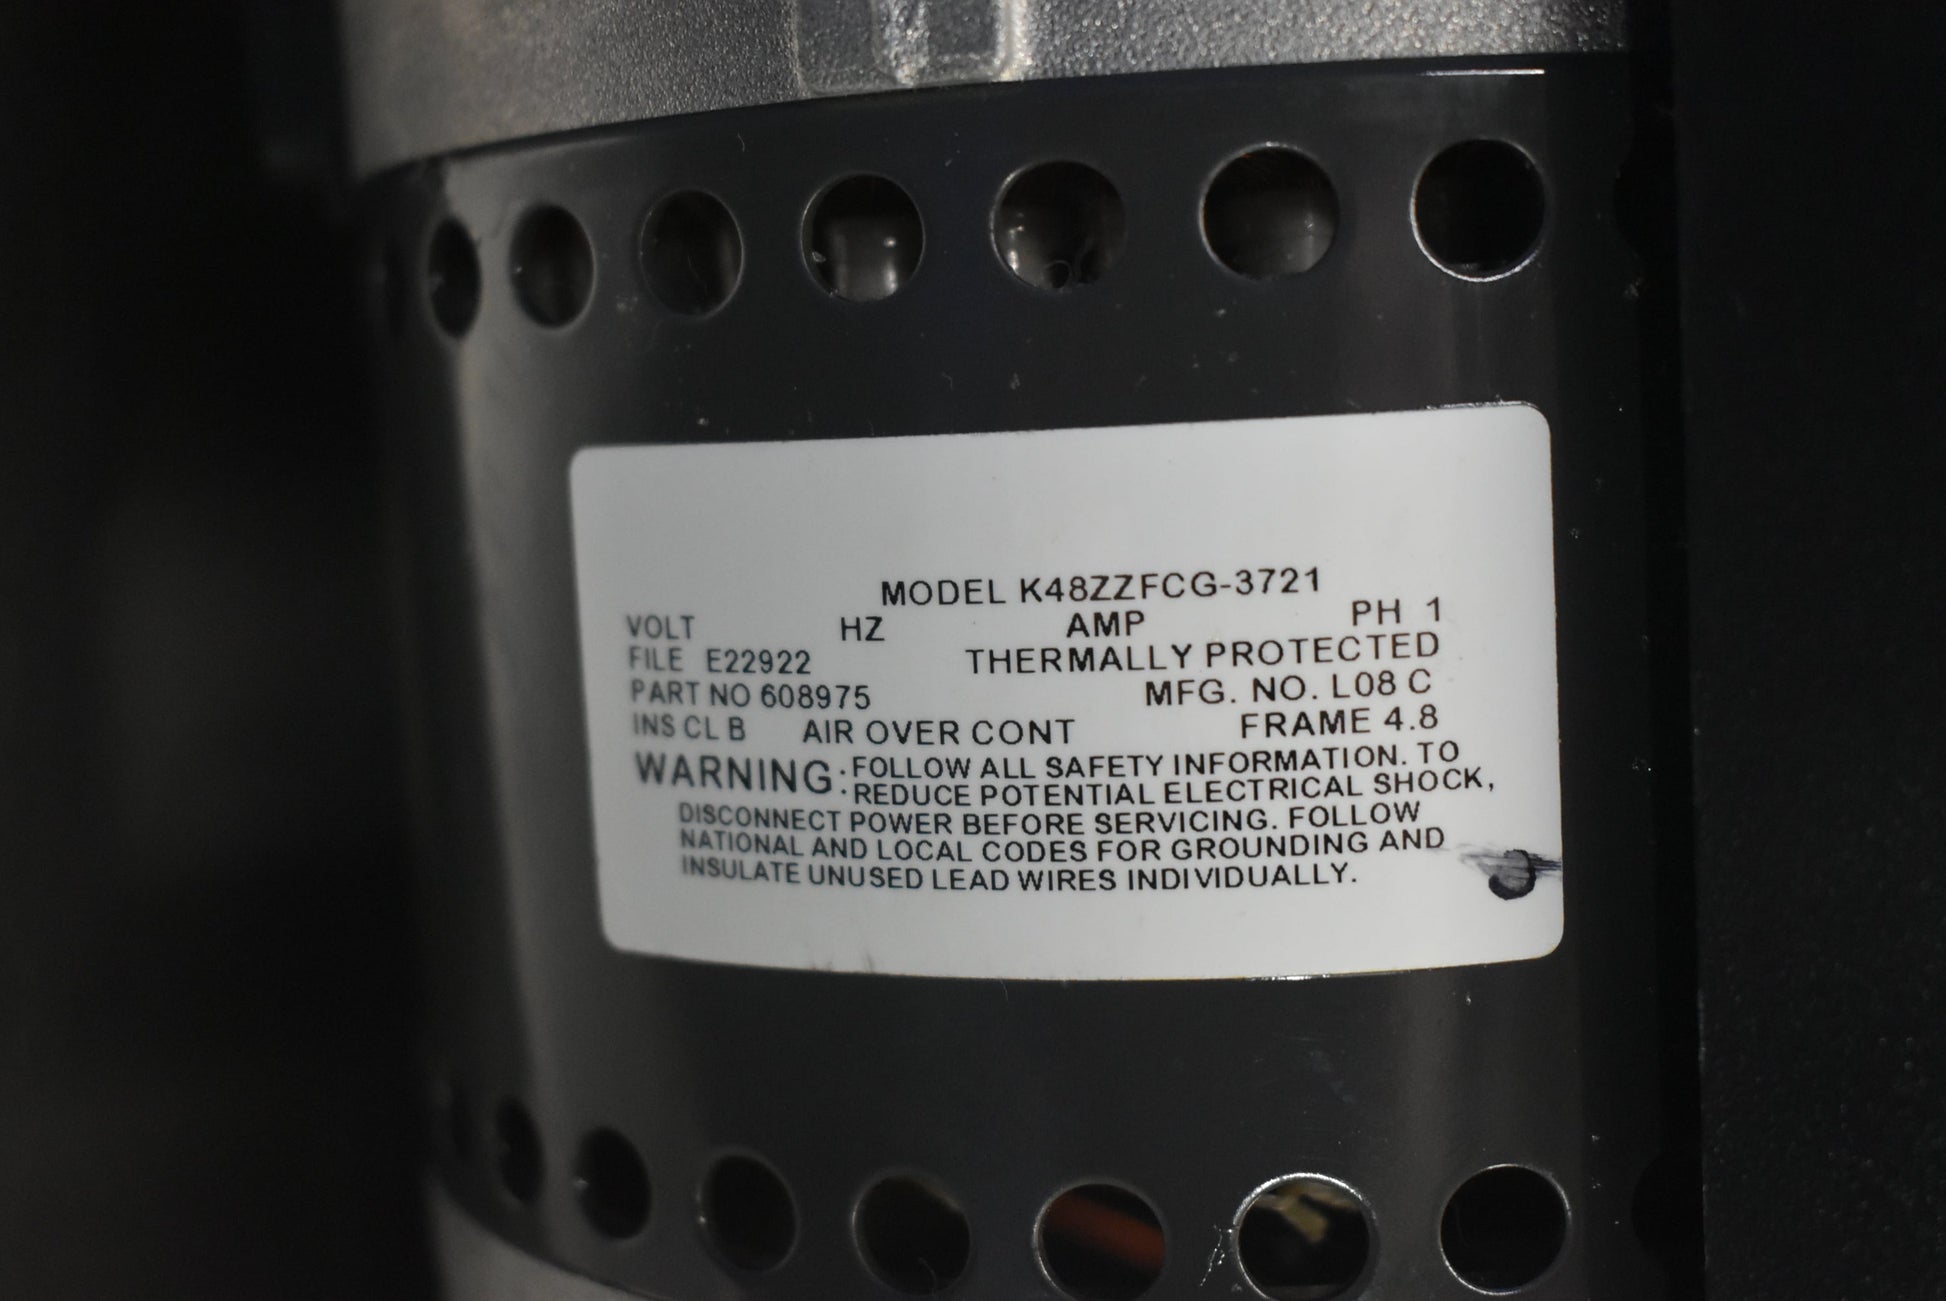 MODEL K48ZZFCG-3721
VOLT HZ AMP PH 1
FILE E22922 THERMALLY PROTECTED
PART NO 608975 MFG. NO. L08 C
INS CL B AIR OVER CONT FRAME 4.8
WARNING: FOLLOW ALL SAFETY INFORMATION. TO
REDUCE POTENTIAL ELECTRICAL SHOCK,
DISCONNECT POWER BEFORE SERVICING. FOLLOW
NATIONAL AND LOCAL CODES FOR GROUNDING AND
INSULATE UNUSED LEAD WIRES INDIVIDUALLY.